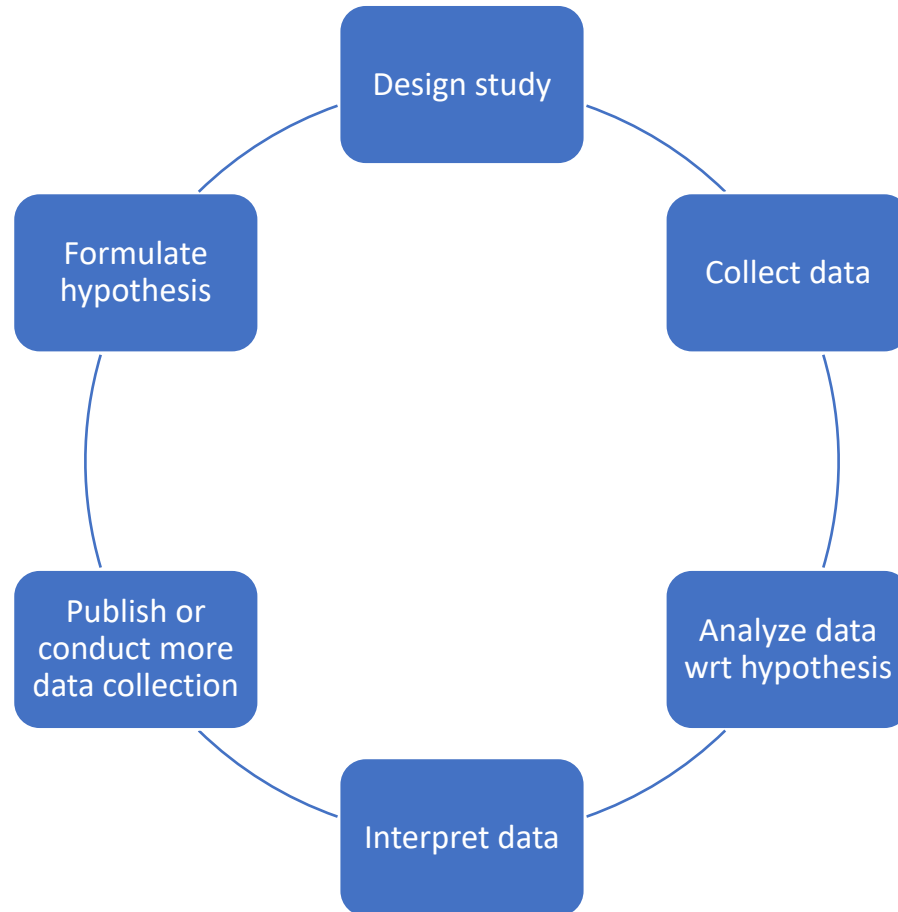 Design study
Formulate
hypothesis
Collect data
Publish or
conduct more
data collection
Analyze data
wrt hypothesis
Interpret data